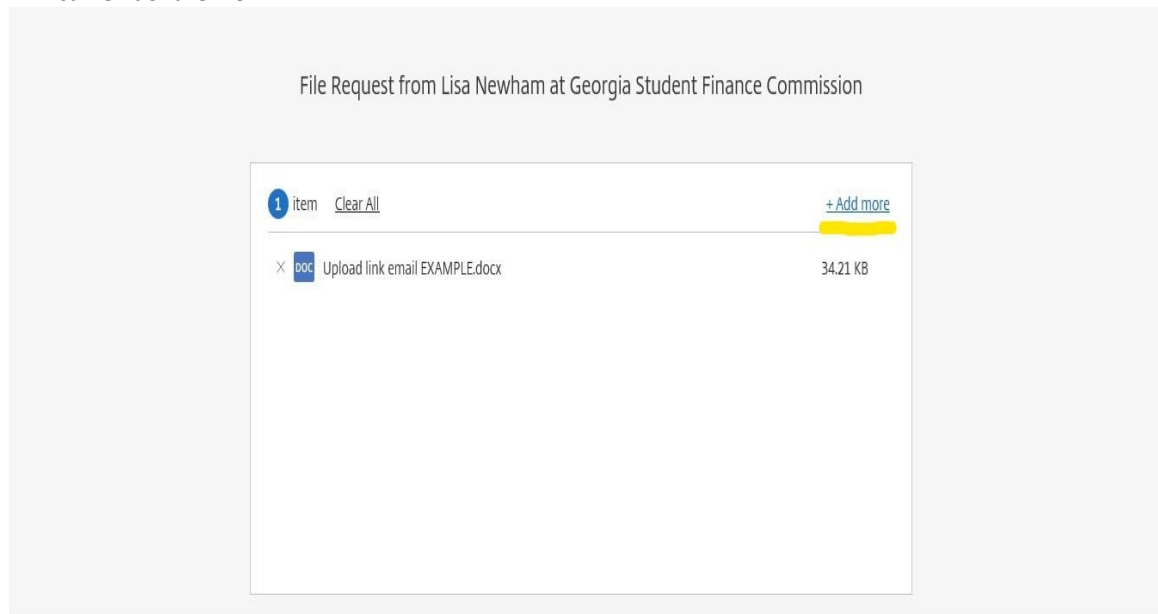 File Request from Lisa Newham at Georgia Student Finance Commission
1 item Clear All + Add more
× DOC Upload link email EXAMPLE.docx 34.21 KB